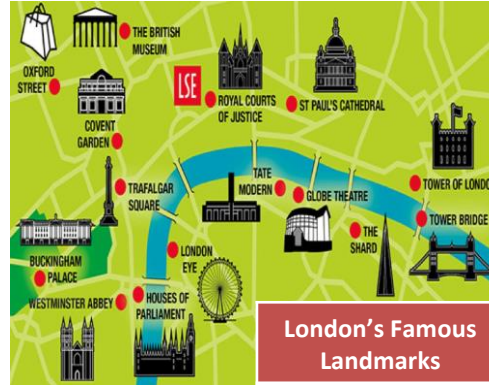 THE BRITISH
MUSEUM
OXFORD
STREET
LSE
ROYAL COURTS
OF JUSTICE
ST PAUL'S CATHEDRAL
COVENT
GARDEN
TRAFALGAR
SQUARE
TATE
MODERN
GLOBE THEATRE
TOWER OF LONDO
TOWER BRIDGE
THE
SHARD
LONDON
EYE
BUCKINGHAM
PALACE
WESTMINSTER ABBEY
HOUSES OF
PARLIAMENT
London's Famous
Landmarks